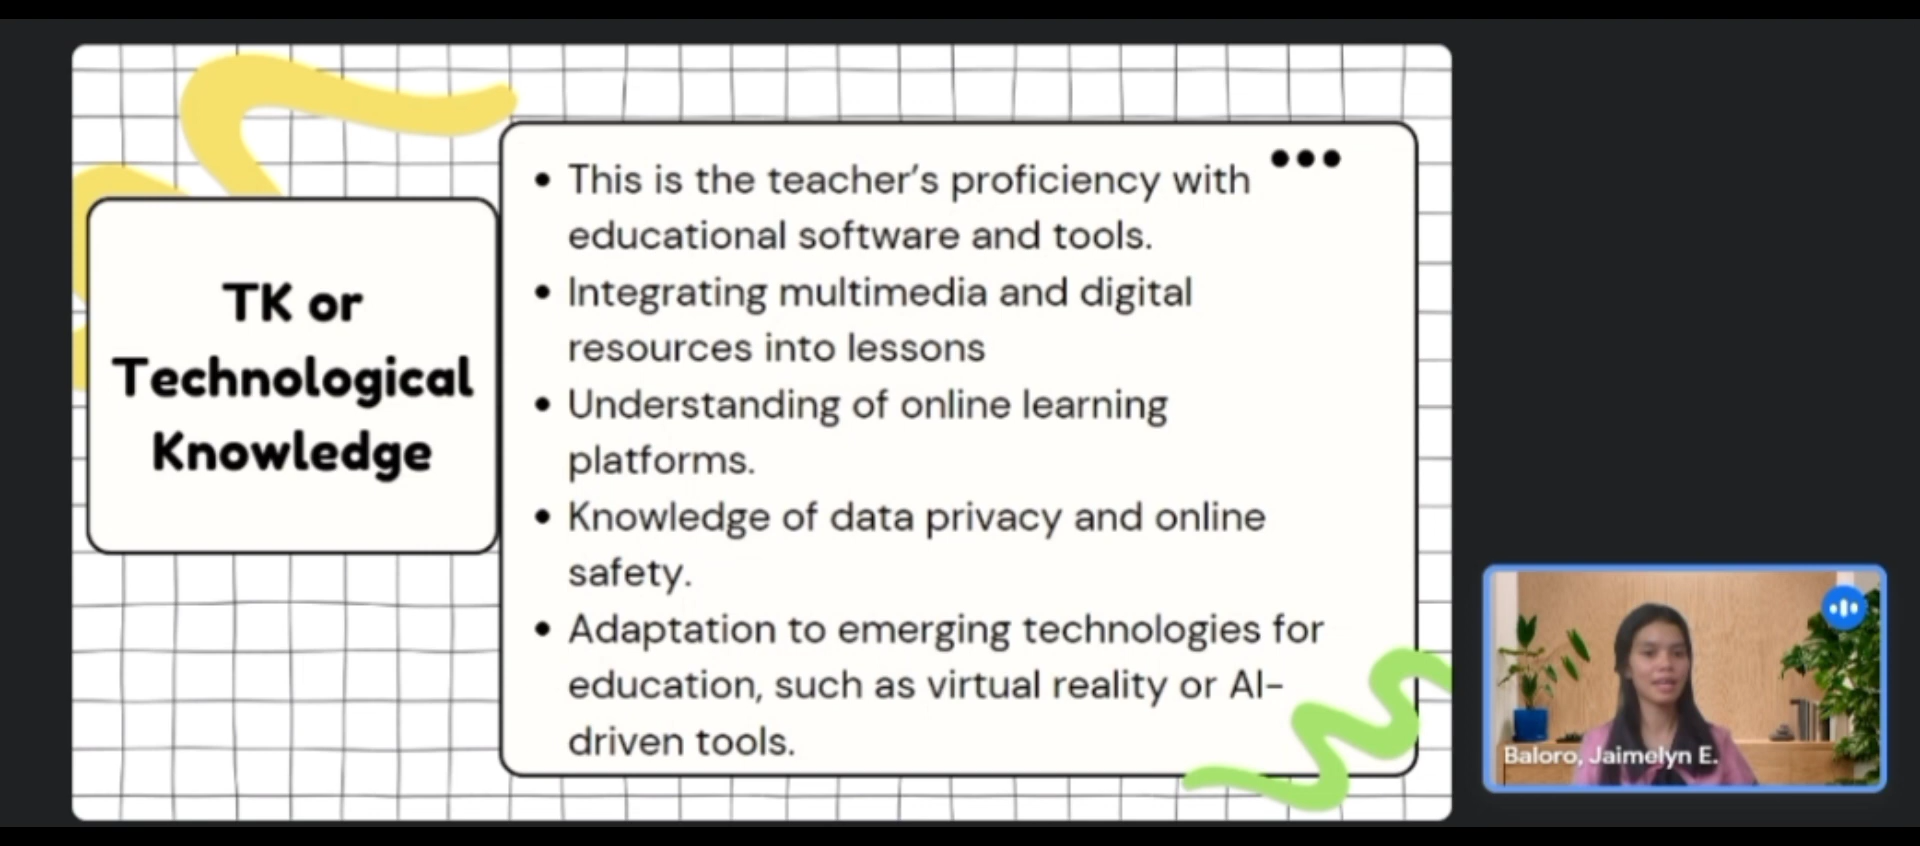 TK or
Technological
Knowledge
• This is the teacher’s proficiency with
educational software and tools.
• Integrating multimedia and digital
resources into lessons
• Understanding of online learning
platforms.
• Knowledge of data privacy and online
safety.
• Adaptation to emerging technologies for
education, such as virtual reality or AI-
driven tools.
Baloro, Jaimelyn E.